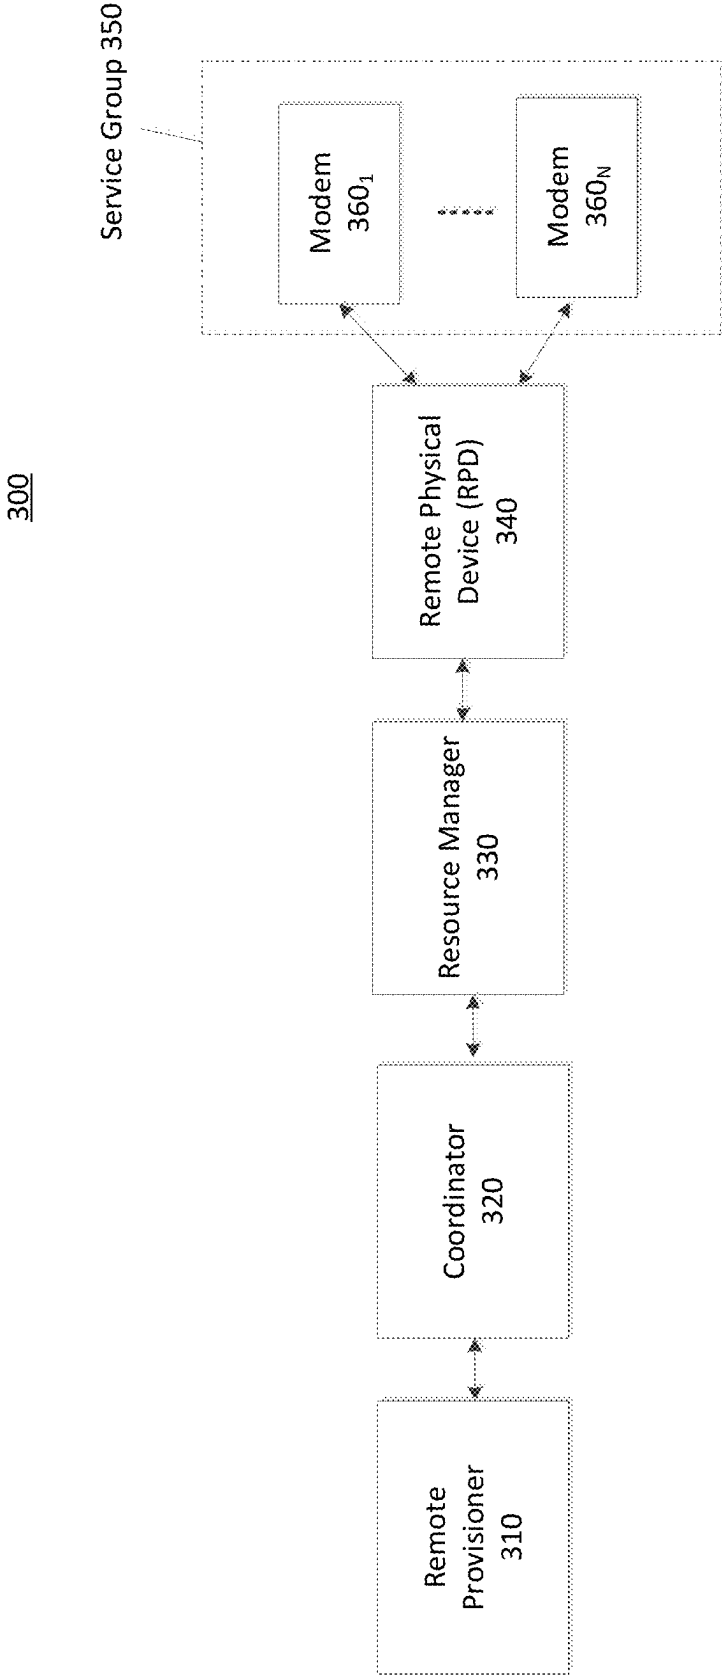 300
Remote
Provisioner
310
Coordinator
320
Resource Manager
330
Remote Physical
Device (RPD)
340
Service Group 350
Modem
360₁
Modem
360ₙ